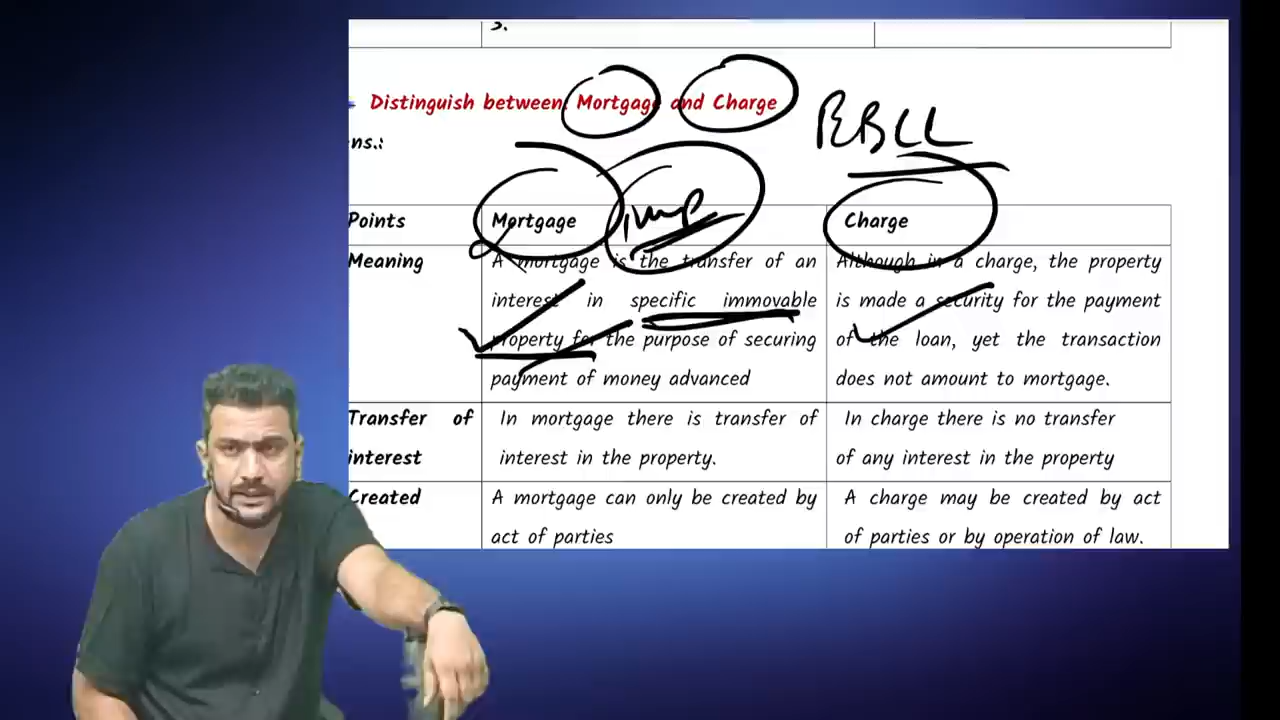 3.
Distinguish between Mortgage and Charge
ns.:
Points Mortgage Charge
Meaning
A mortgage is the transfer of an
interest in specific immovable
property for the purpose of securing
payment of money advanced
Although in a charge, the property
is made a security for the payment
of the loan, yet the transaction
does not amount to mortgage.
Transfer of
interest
In mortgage there is transfer of
interest in the property.
In charge there is no transfer
of any interest in the property
Created
A mortgage can only be created by
act of parties
A charge may be created by act
of parties or by operation of law.
Imp